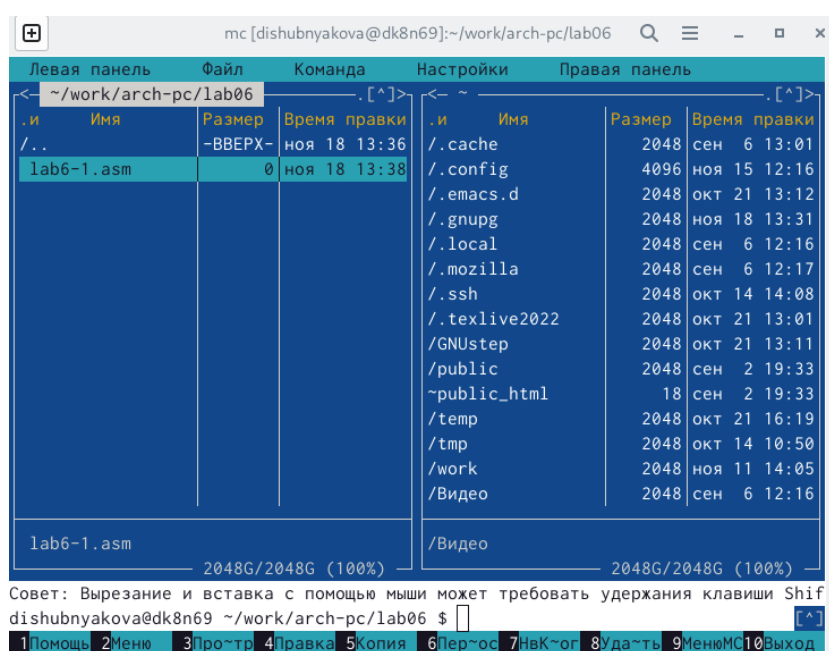 mc [dishubnyakova@dk8n69]:~/work/arch-pc/lab06
Левая панель Файл Команда Настройки Правая панель
<— ~/work/arch-pc/lab06 .[^]> <— ~ .[^]>
.и Имя Размер Время правки .и Имя Размер Время правки
/.. -ВВЕРХ- ноя 18 13:36 /.cache 2048 сен 6 13:01
lab6-1.asm 0 ноя 18 13:38 /.config 4096 ноя 15 12:16
/.emacs.d 2048 окт 21 13:12
/.gnupg 2048 ноя 18 13:31
/.local 2048 сен 6 12:16
/.mozilla 2048 сен 6 12:17
/.ssh 2048 окт 14 14:08
/.texlive2022 2048 окт 21 13:01
/GNUstep 2048 окт 21 13:11
/public 2048 сен 2 19:33
~public_html 18 сен 2 19:33
/temp 2048 окт 21 16:19
/tmp 2048 окт 14 10:50
/work 2048 ноя 11 14:05
/Видео 2048 сен 6 12:16
lab6-1.asm /Видео
2048G/2048G (100%) 2048G/2048G (100%)
Совет: Вырезание и вставка с помощью мыши может требовать удержания клавиши Shif
dishubnyakova@dk8n69 ~/work/arch-pc/lab06 $ [^]
1Помощь 2Меню 3Про~тр 4Правка 5Копия 6Пер~ос 7НвК~ог 8Уда~ть 9МенюМС 10Выход